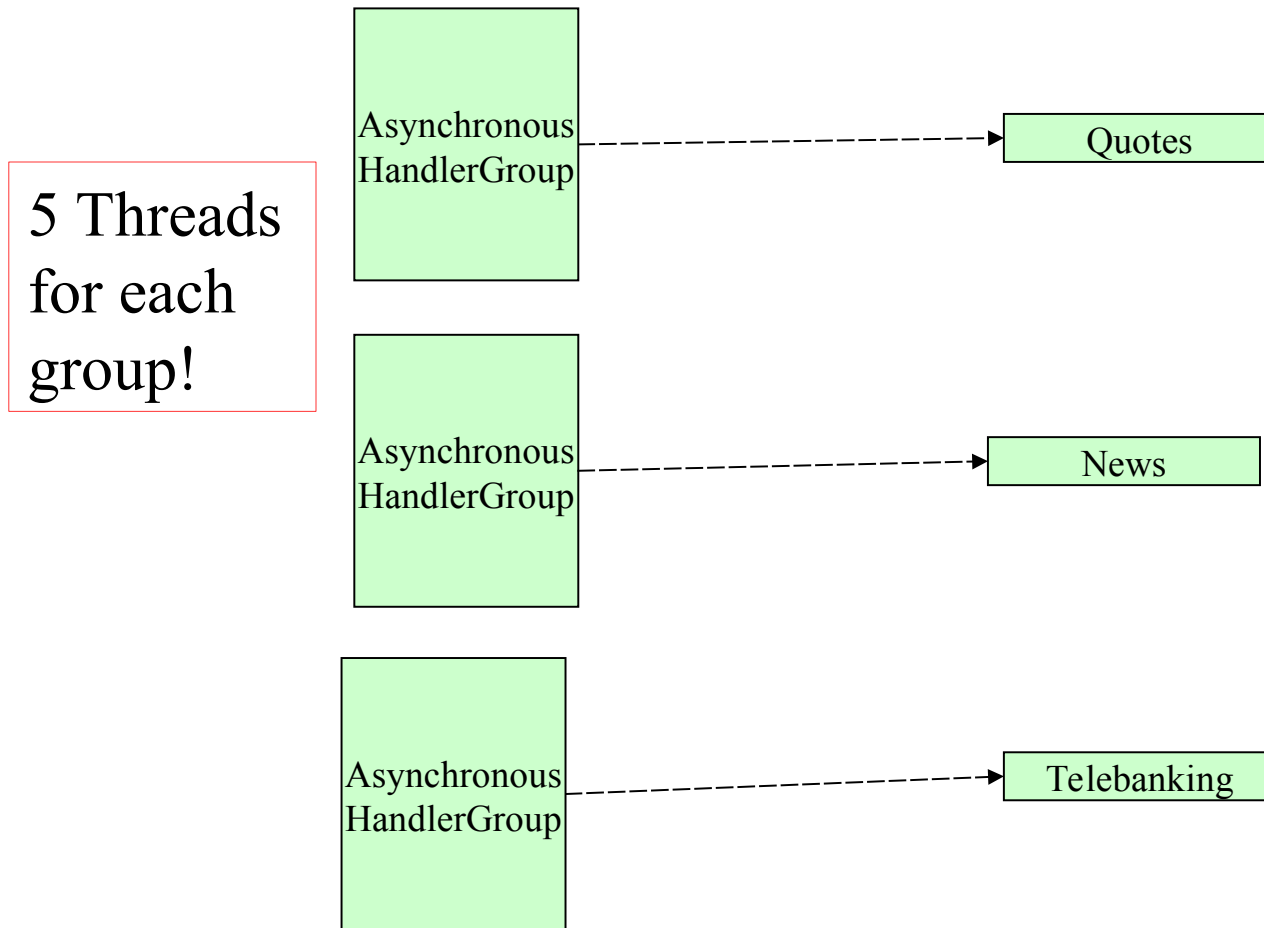 5 Threads
for each
group!
Asynchronous
HandlerGroup
Quotes
Asynchronous
HandlerGroup
News
Asynchronous
HandlerGroup
Telebanking